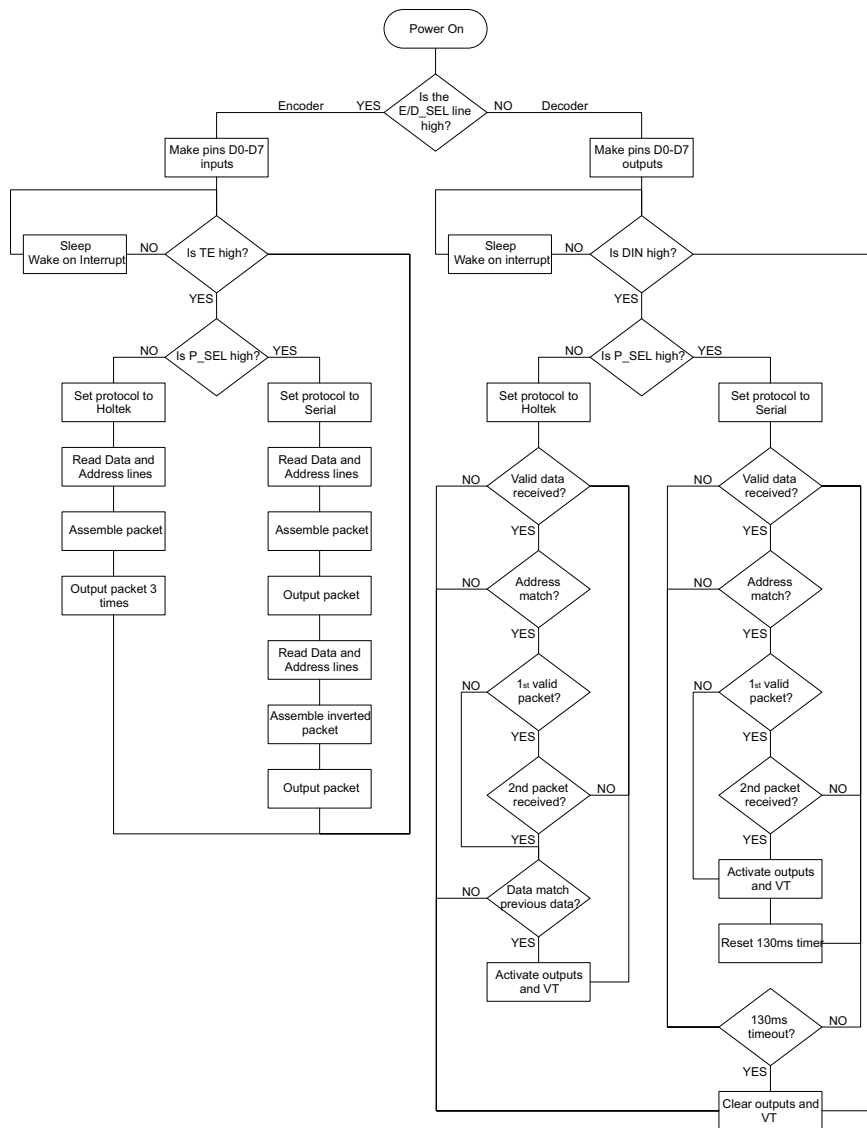 Power On
Is the
E/D_SEL line
high?
Encoder
YES
NO
Decoder
Make pins D0-D7
inputs
Make pins D0-D7
outputs
Sleep
Wake on Interrupt
NO
Is TE high?
YES
Sleep
Wake on interrupt
NO
Is DIN high?
YES
NO
Is P_SEL high?
YES
NO
Is P_SEL high?
YES
Set protocol to
Holtek
Set protocol to
Serial
Set protocol to
Holtek
Set protocol to
Serial
Read Data and
Address lines
Read Data and
Address lines
NO
Valid data
received?
YES
NO
Valid data
received?
YES
Assemble packet
Assemble packet
Output packet 3
times
Output packet
NO
Address
match?
YES
NO
Address
match?
YES
Read Data and
Address lines
NO
1st valid
packet?
YES
NO
1st valid
packet?
YES
Assemble inverted
packet
Output packet
2nd packet
received?
NO
YES
2nd packet
received?
NO
YES
NO
Data match
previous data?
YES
Activate outputs
and VT
Activate outputs
and VT
Reset 130ms timer
130ms
timeout?
NO
YES
Clear outputs and
VT